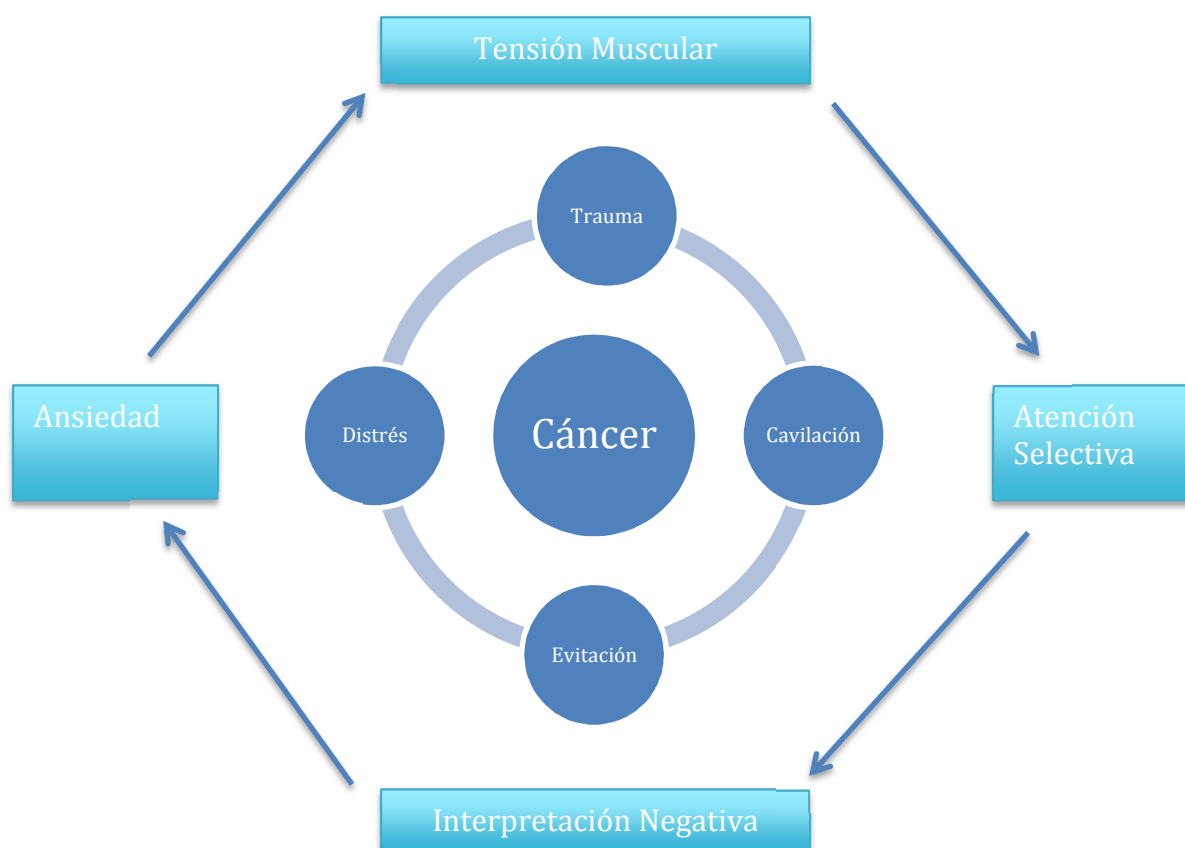 Tensión Muscular
Trauma
Ansiedad
Distrés
Cáncer
Cavilación
Atención
Selectiva
Evitación
Interpretación Negativa